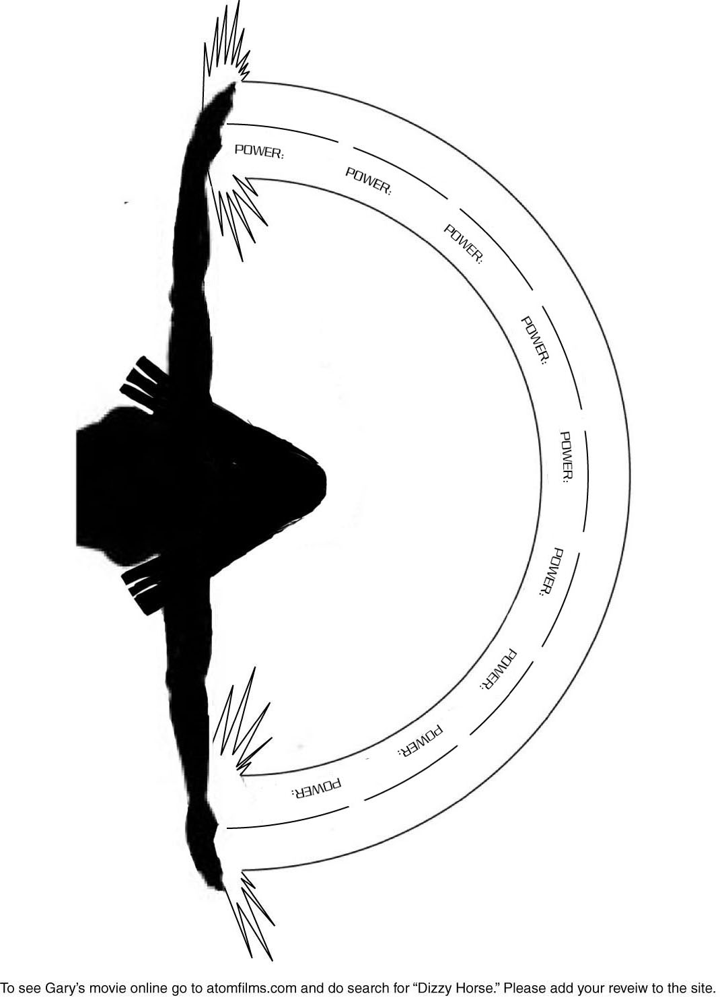 POWER:
POWER:
POWER:
POWER:
POWER:
POWER:
POWER:
POWER:
POWER:
To see Gary's movie online go to atomfilms.com and do search for “Dizzy Horse.” Please add your reveiw to the site.